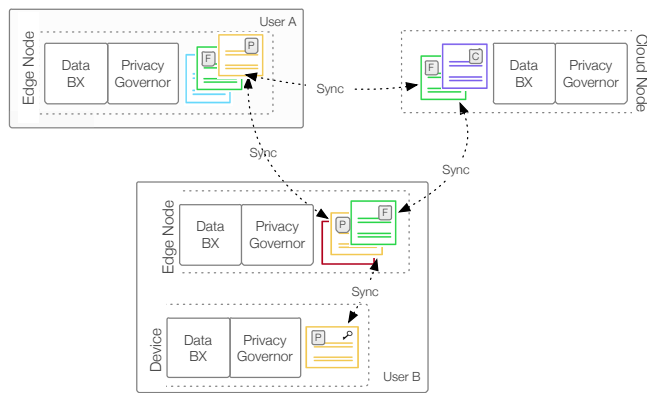 User A
Edge Node
Data
BX
Privacy
Governor
F
P
Sync
F
C
Data
BX
Privacy
Governor
Cloud Node
Sync
Sync
Edge Node
Data
BX
Privacy
Governor
P
F
Sync
Device
Data
BX
Privacy
Governor
P
User B